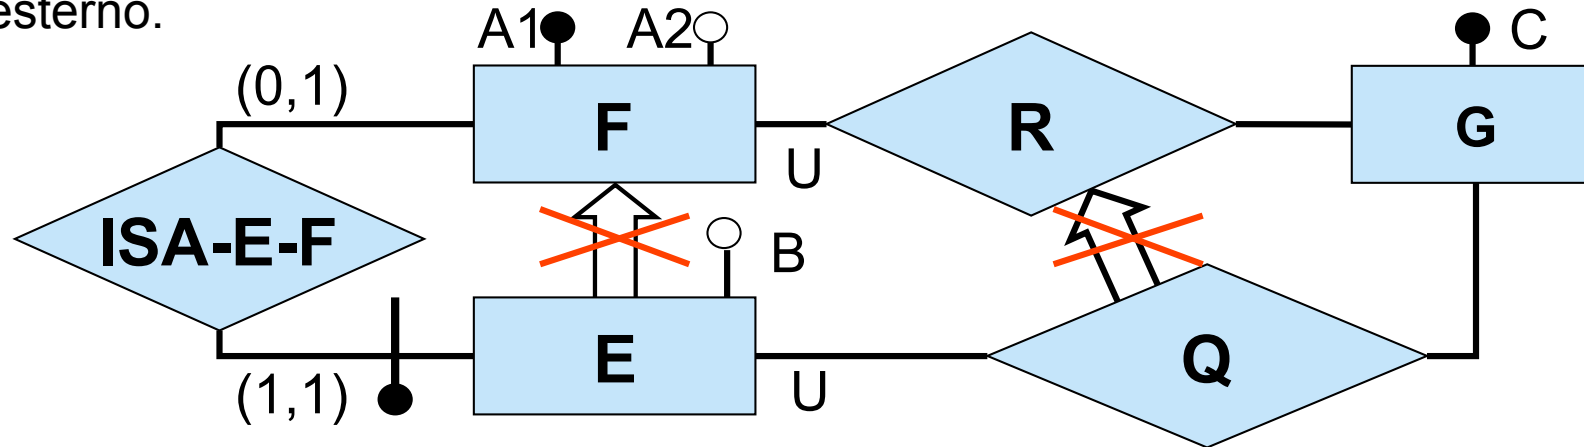 esterno.
A1 A2 C
(0,1)
F R G
U
ISA-E-F
B
E Q
(1,1) U